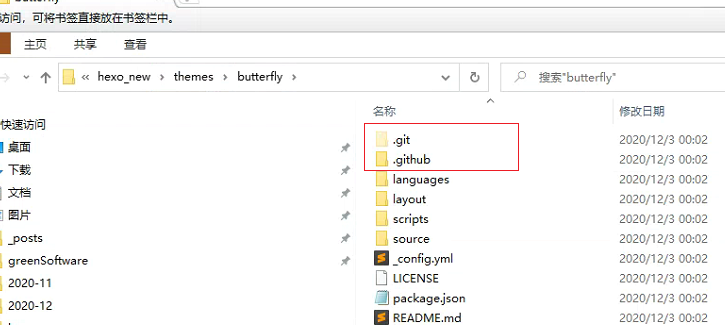 butterfly
访问，可将书签直接放在书签栏中。
主页 共享 查看
« hexo_new › themes › butterfly ›
搜索"butterfly"
名称 修改日期
快速访问
桌面
下载
文档
图片
_posts
greenSoftware
2020-11
2020-12
.git 2020/12/3 00:02
.github 2020/12/3 00:02
languages 2020/12/3 00:02
layout 2020/12/3 00:02
scripts 2020/12/3 00:02
source 2020/12/3 00:02
_config.yml 2020/12/3 00:02
LICENSE 2020/12/3 00:02
package.json 2020/12/3 00:02
README.md 2020/12/3 00:02